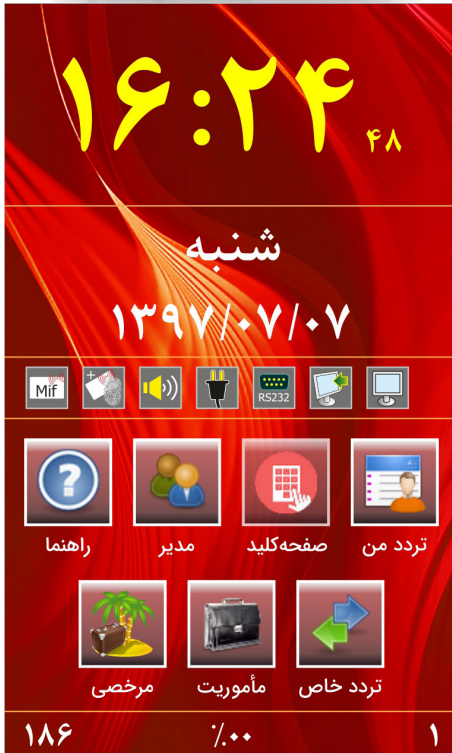 ۱۶:۲۴ ۴۸
شنبه
۱۳۹۷/۰۷/۰۷
Mif RS232
تردد من صفحه‌کلید مدیر راهنما
تردد خاص مأموریت مرخصی
۱ ٪۰۰ ۱۸۶